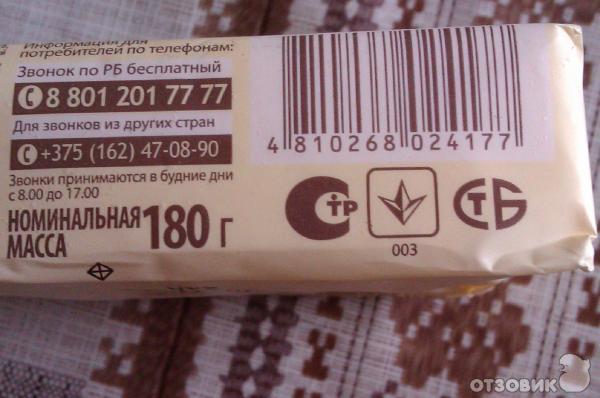 Информация для
потребителей по телефонам:
Звонок по РБ бесплатный
8 801 201 77 77
Для звонков из других стран
+375 (162) 47-08-90
Звонки принимаются в будние дни
с 8.00 до 17.00
НОМИНАЛЬНАЯ
МАССА
180 г
4 810268 024177
СТР
003
СТБ
ОТЗОВИК